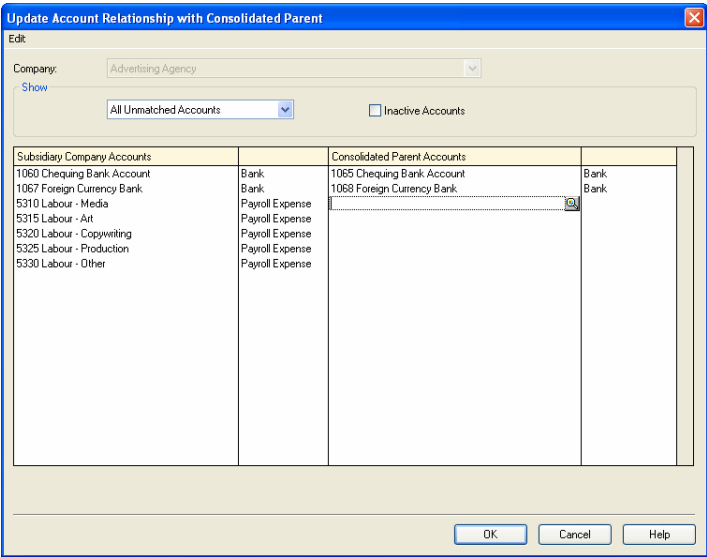 Update Account Relationship with Consolidated Parent
Edit
Company: Advertising Agency
Show
All Unmatched Accounts Inactive Accounts
Subsidiary Company Accounts Consolidated Parent Accounts
1060 Chequing Bank Account Bank 1065 Chequing Bank Account Bank
1067 Foreign Currency Bank Bank 1068 Foreign Currency Bank Bank
5310 Labour - Media Payroll Expense
5315 Labour - Art Payroll Expense
5320 Labour - Copywriting Payroll Expense
5325 Labour - Production Payroll Expense
5330 Labour - Other Payroll Expense
OK Cancel Help